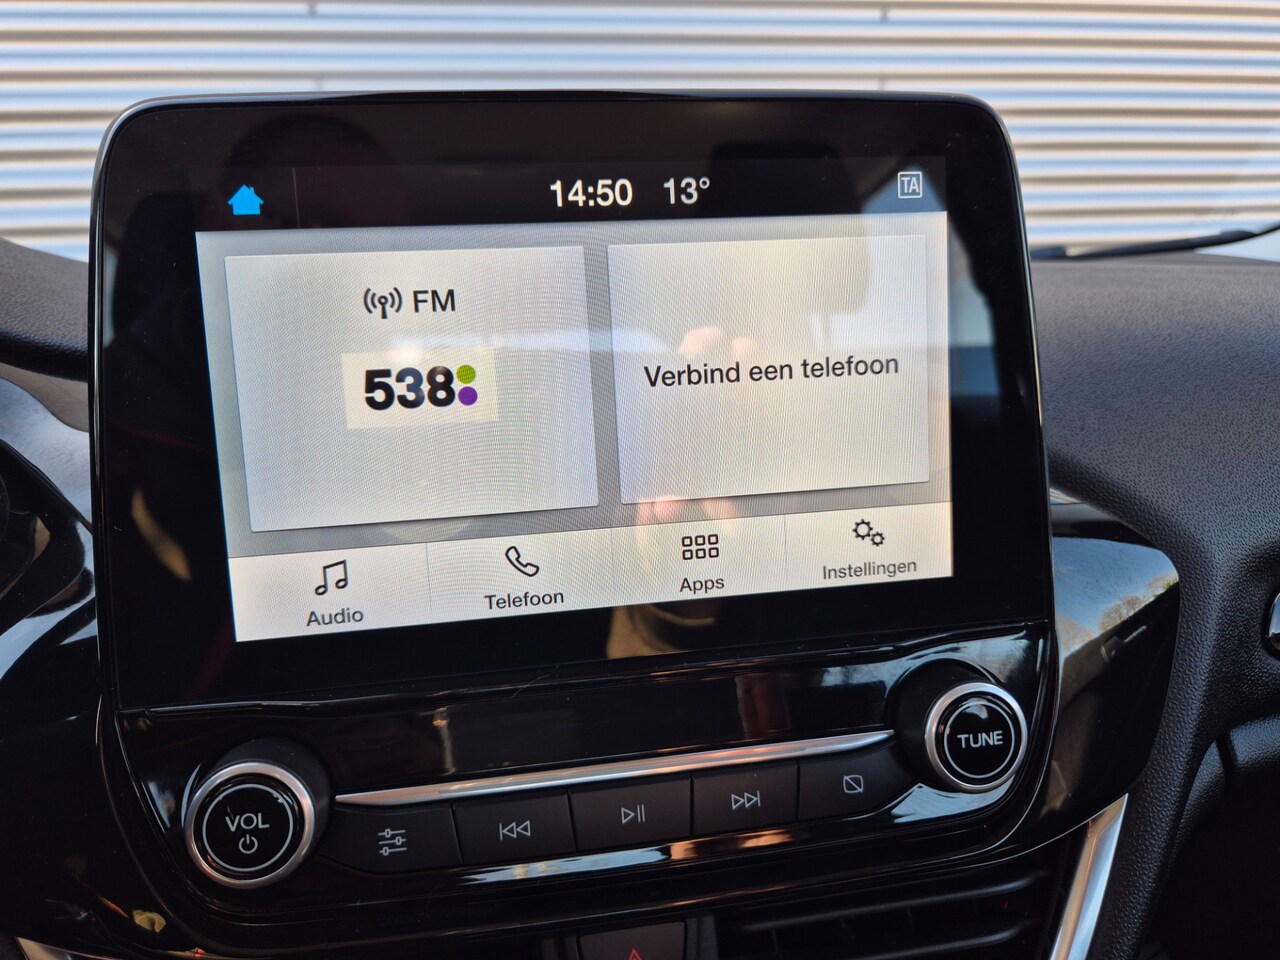 14:50 13° TA
FM
538
Verbind een telefoon
Audio
Telefoon
Apps
Instellingen
TUNE
VOL